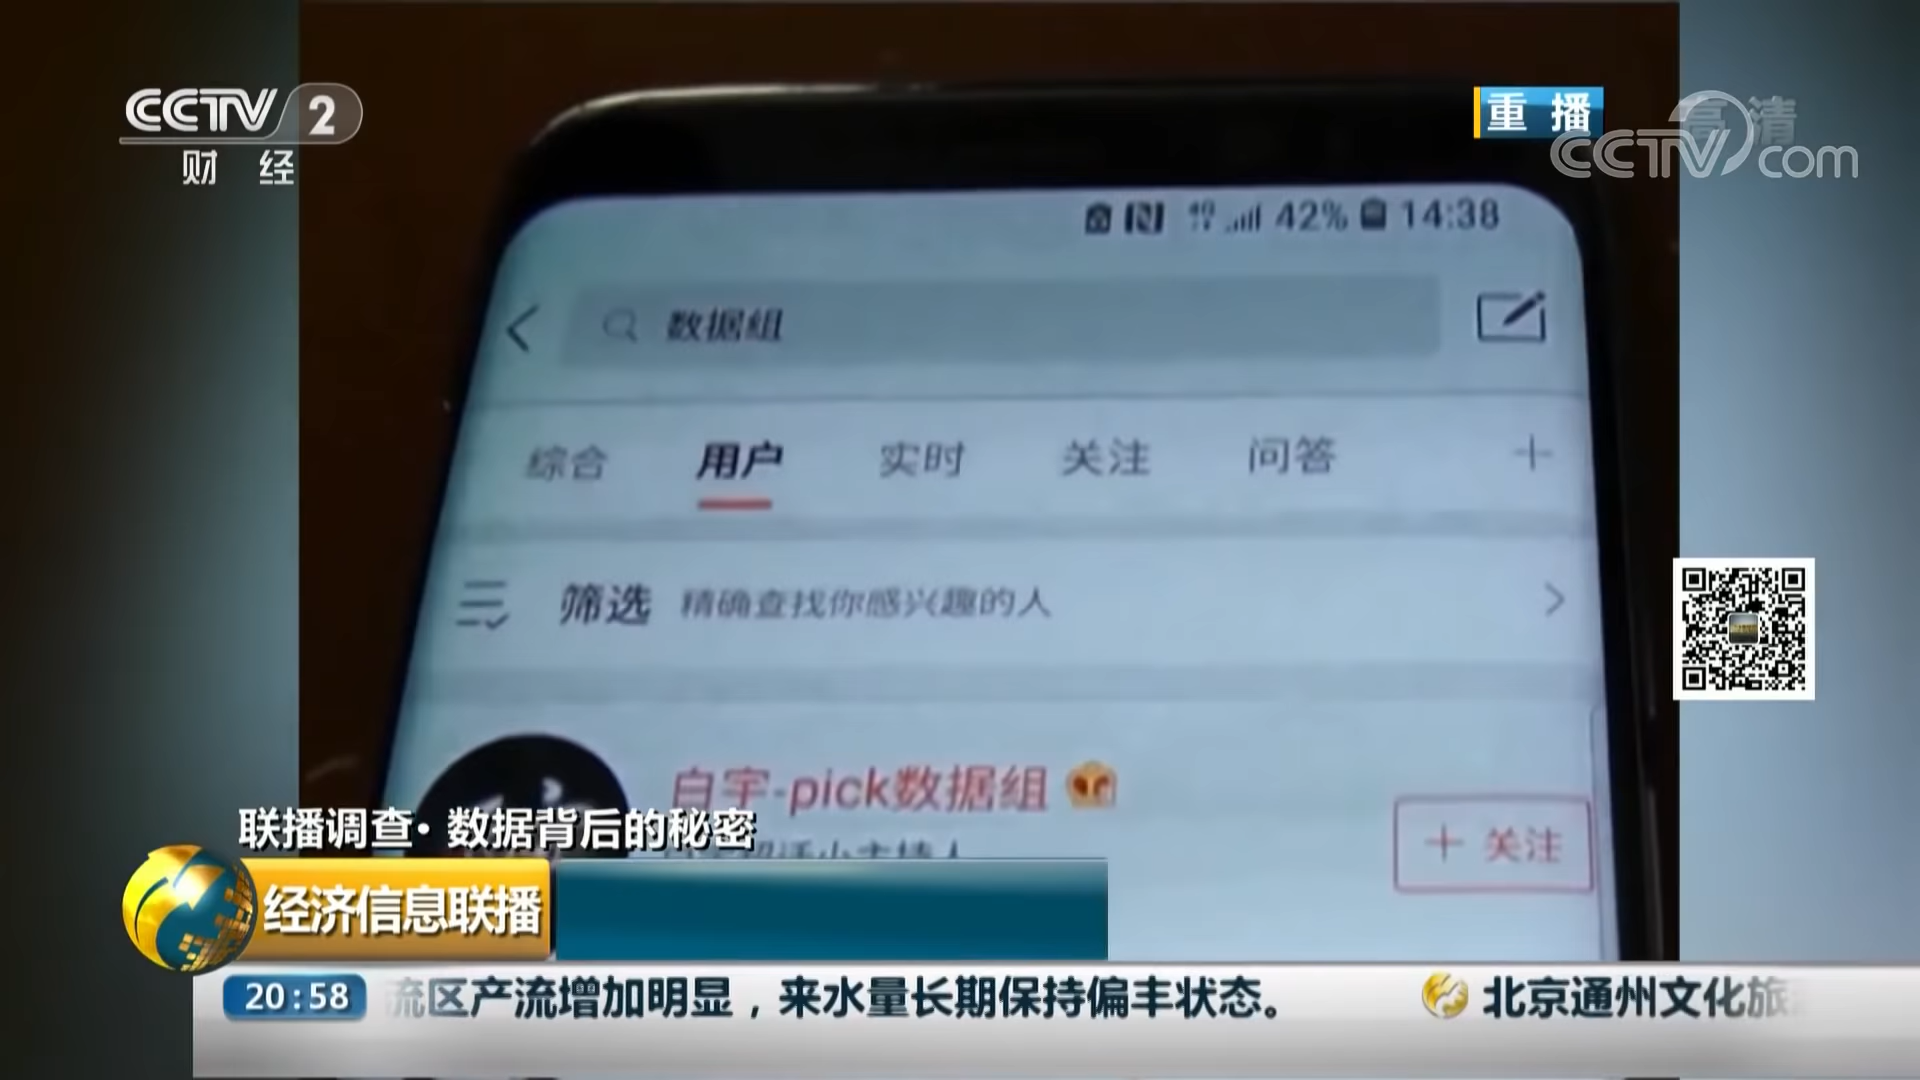 CCTV 2
财 经
重 播
高清
CCTV.com
42% 14:38
数据组
综合 用户 实时 关注 问答 +
筛选 精确查找你感兴趣的人
白宇-pick数据组
+ 关注
联播调查·数据背后的秘密
经济信息联播
20:58 流区产流增加明显，来水量长期保持偏丰状态。 北京通州文化旅